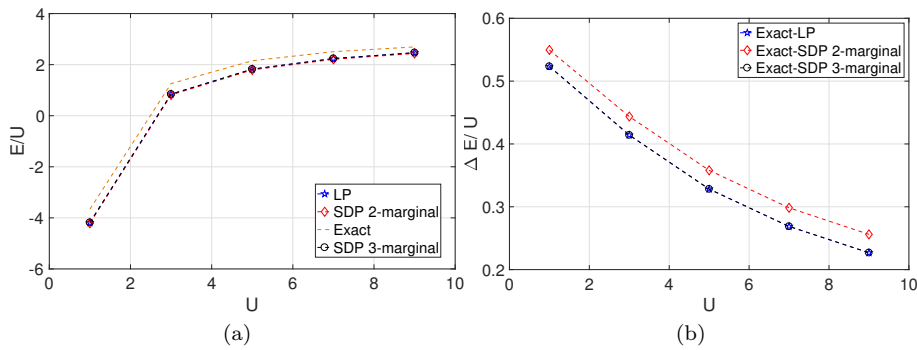 4
2
0
-2
-4
-6
E/U
0 2 4 6 8 10
U
LP
SDP 2-marginal
Exact
SDP 3-marginal
(a)
0.6
0.5
0.4
0.3
0.2
Δ E/ U
0 2 4 6 8 10
U
Exact-LP
Exact-SDP 2-marginal
Exact-SDP 3-marginal
(b)